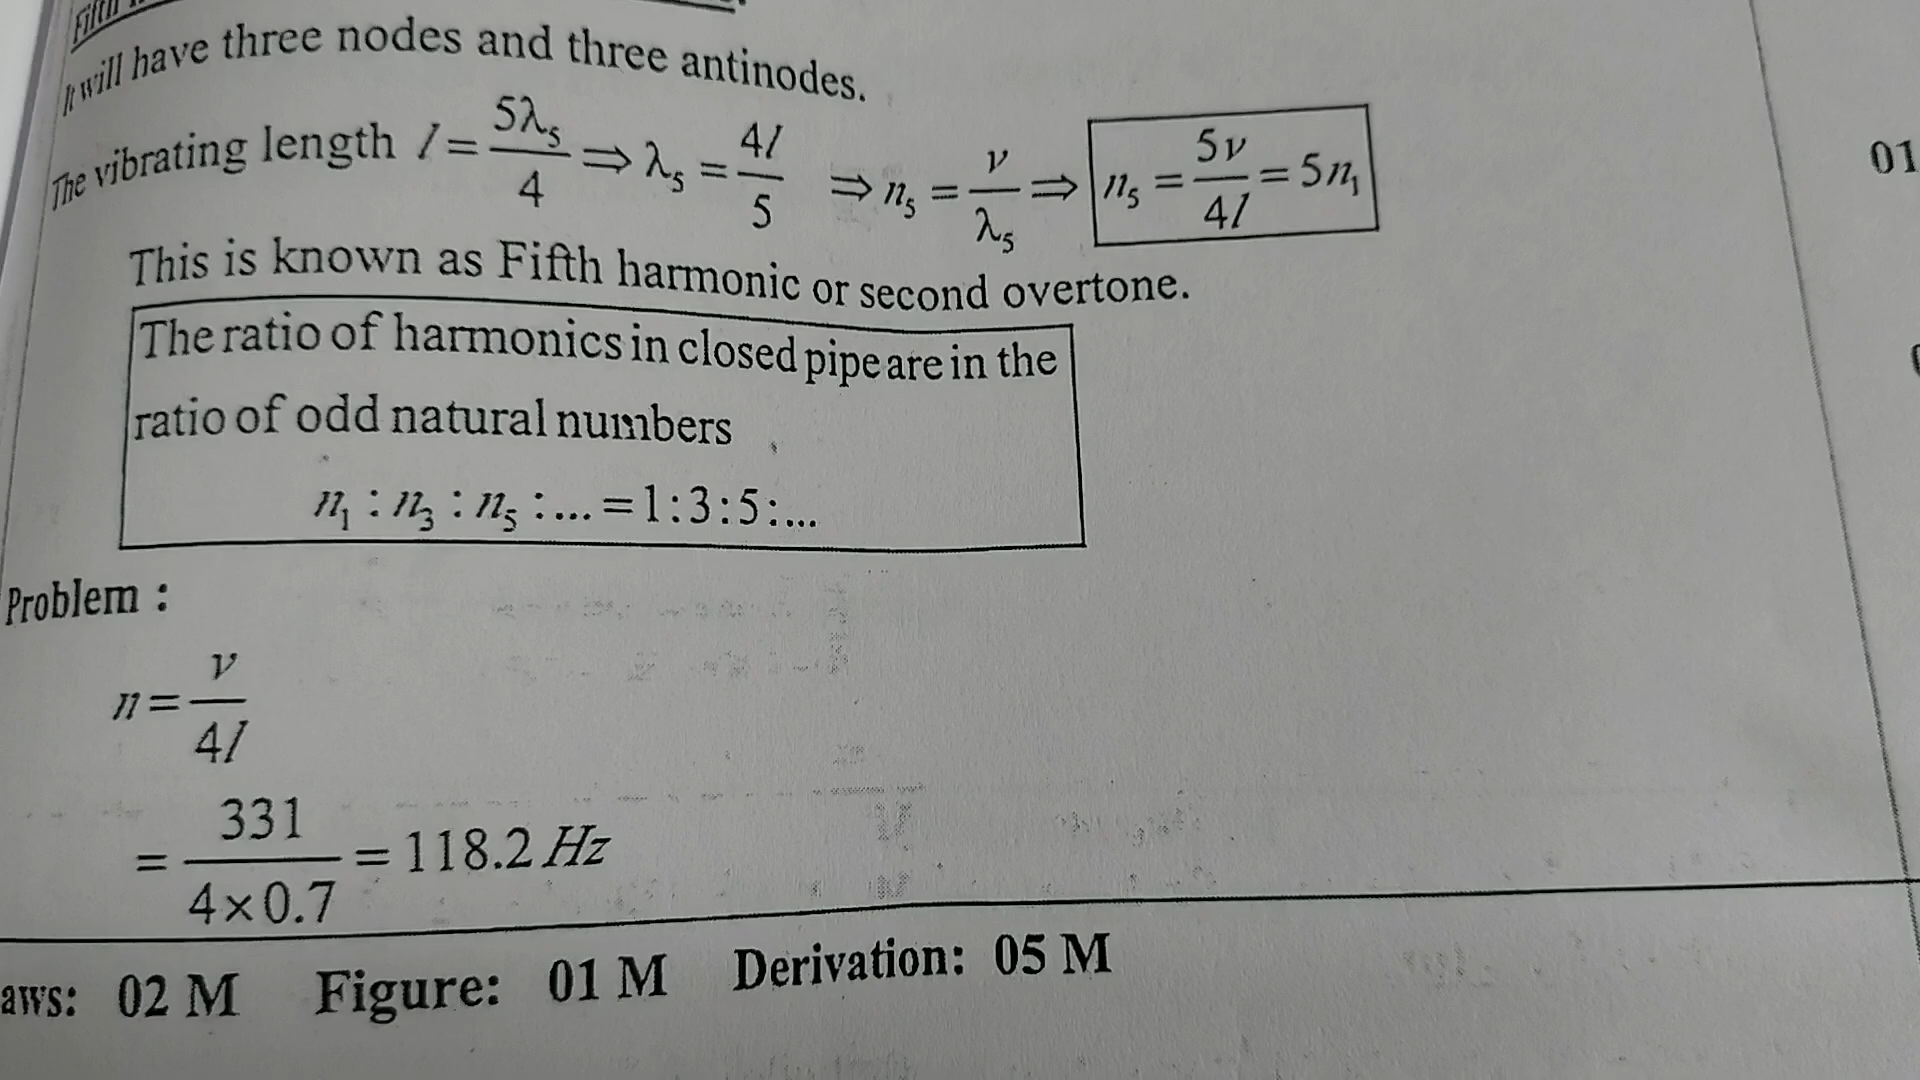 Fifth
It will have three nodes and three antinodes.
The vibrating length l = 5λ₅/4 ⇒ λ₅ = 4l/5 ⇒ n₅ = v/λ₅ ⇒ n₅ = 5v/4l = 5n₁
01
This is known as Fifth harmonic or second overtone.
The ratio of harmonics in closed pipe are in the
ratio of odd natural numbers
n₁ : n₃ : n₅ : ... = 1 : 3 : 5 : ...
Problem :
n = v/4l
= 331/4×0.7 = 118.2 Hz
aws: 02 M Figure: 01 M Derivation: 05 M